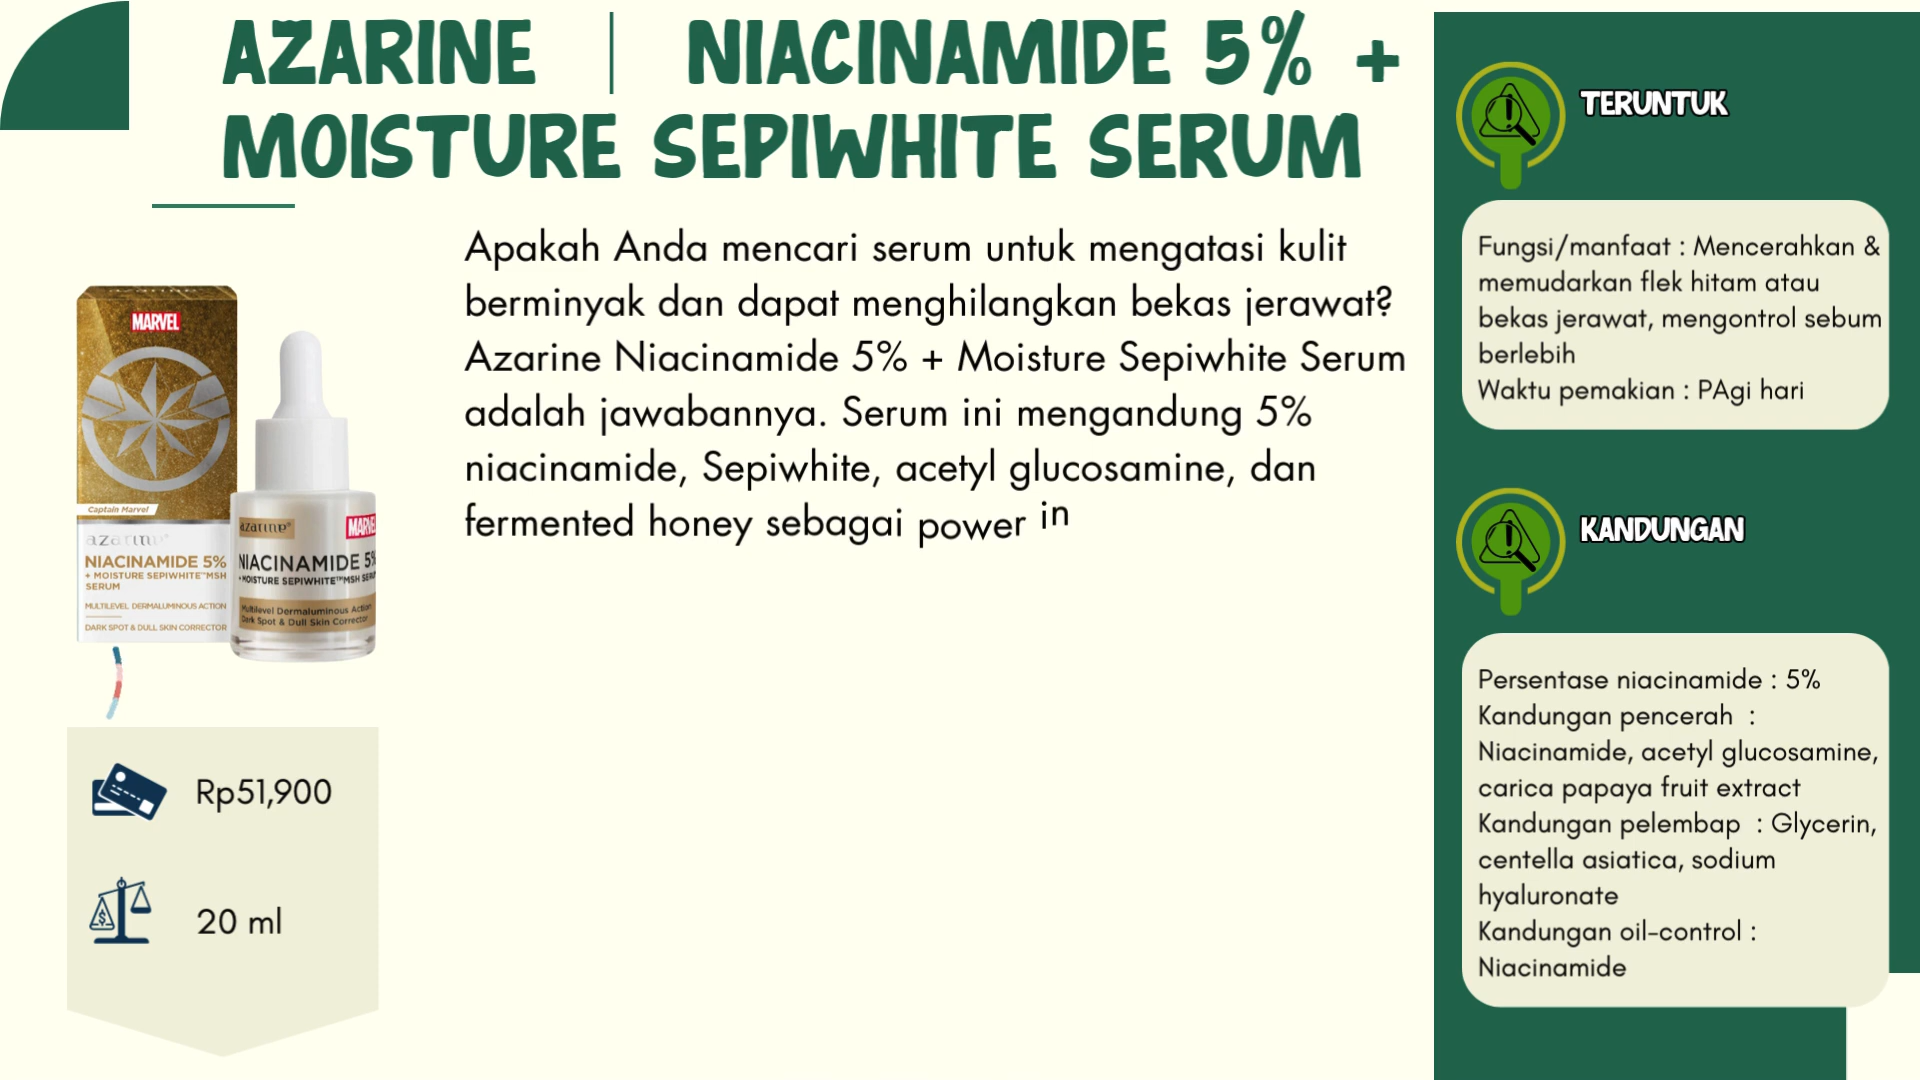 AZARINE | NIACINAMIDE 5% +
MOISTURE SEPIWHITE SERUM
Apakah Anda mencari serum untuk mengatasi kulit
berminyak dan dapat menghilangkan bekas jerawat?
Azarine Niacinamide 5% + Moisture Sepiwhite Serum
adalah jawabannya. Serum ini mengandung 5%
niacinamide, Sepiwhite, acetyl glucosamine, dan
fermented honey sebagai power in
MARVEL
Captain Marvel
azarine
NIACINAMIDE 5%
+ MOISTURE SEPIWHITE™MSH
SERUM
MULTILEVEL DERMALUMINOUS ACTION
DARK SPOT & DULL SKIN CORRECTOR
azarine®
MARVEL
NIACINAMIDE 5%
+ MOISTURE SEPIWHITE™MSH SERUM
Multilevel Dermaluminous Action
Dark Spot & Dull Skin Corrector
Rp51,900
20 ml
TERUNTUK
Fungsi/manfaat : Mencerahkan &
memudarkan flek hitam atau
bekas jerawat, mengontrol sebum
berlebih
Waktu pemakian : PAgi hari
KANDUNGAN
Persentase niacinamide : 5%
Kandungan pencerah :
Niacinamide, acetyl glucosamine,
carica papaya fruit extract
Kandungan pelembap : Glycerin,
centella asiatica, sodium
hyaluronate
Kandungan oil-control :
Niacinamide